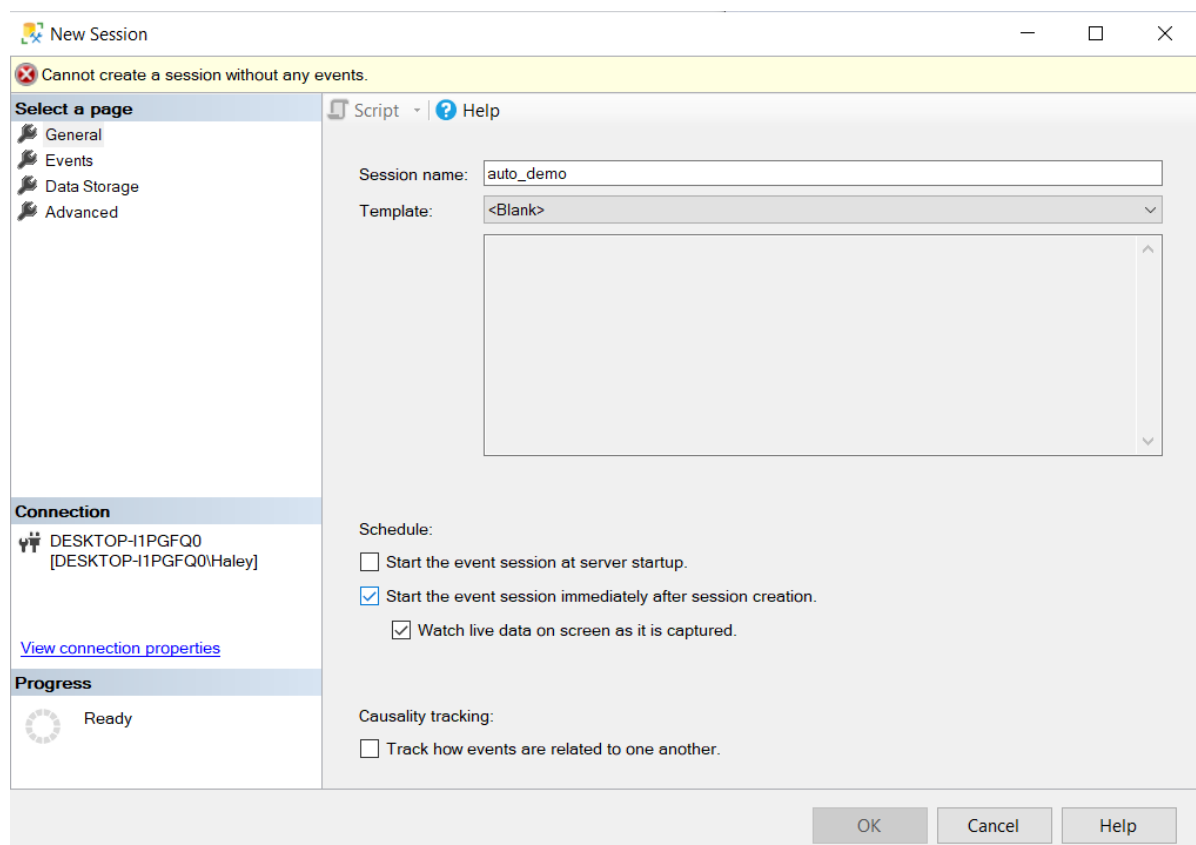 New Session
Cannot create a session without any events.
Select a page
General
Events
Data Storage
Advanced
Script
Help
Session name:
auto_demo
Template:
<Blank>
Connection
DESKTOP-I1PGFQ0
[DESKTOP-I1PGFQ0\Haley]
View connection properties
Progress
Ready
Schedule:
Start the event session at server startup.
Start the event session immediately after session creation.
Watch live data on screen as it is captured.
Causality tracking:
Track how events are related to one another.
OK
Cancel
Help